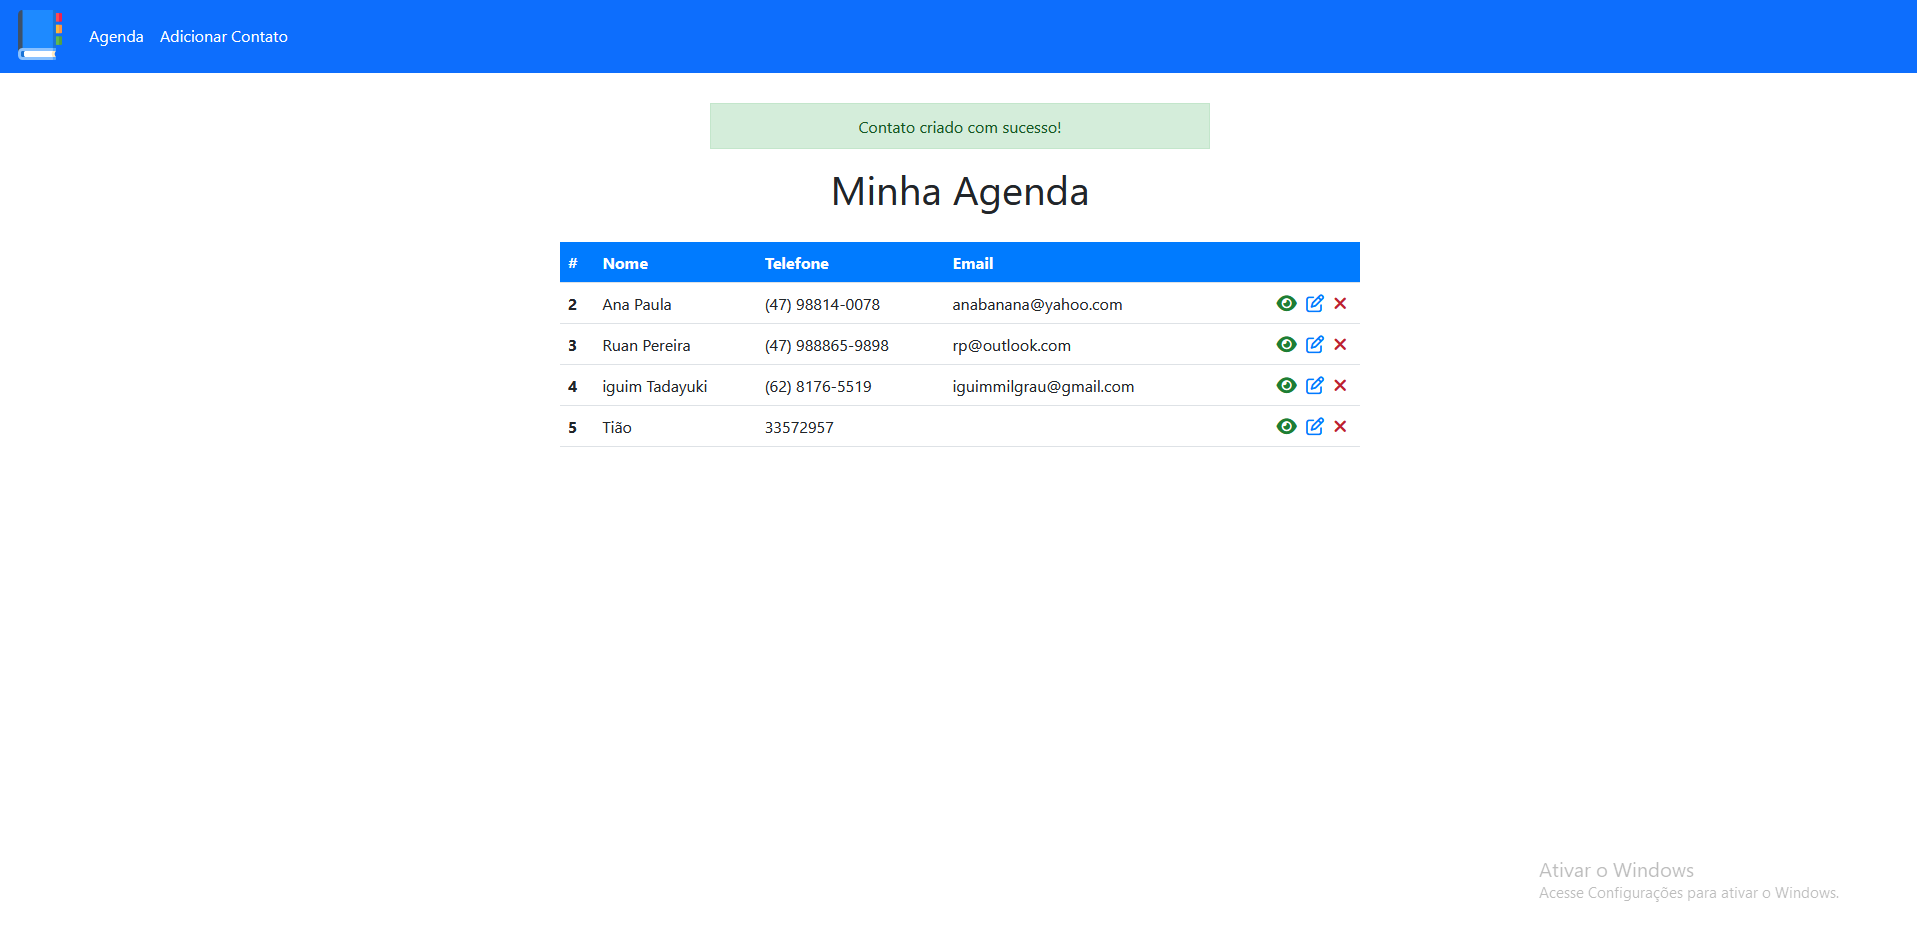 Agenda Adicionar Contato
Contato criado com sucesso!
Minha Agenda
# Nome Telefone Email
2 Ana Paula (47) 98814-0078 anabanana@yahoo.com
3 Ruan Pereira (47) 988865-9898 rp@outlook.com
4 iguim Tadayuki (62) 8176-5519 iguimmilgrau@gmail.com
5 Tião 33572957
Ativar o Windows
Acesse Configurações para ativar o Windows.